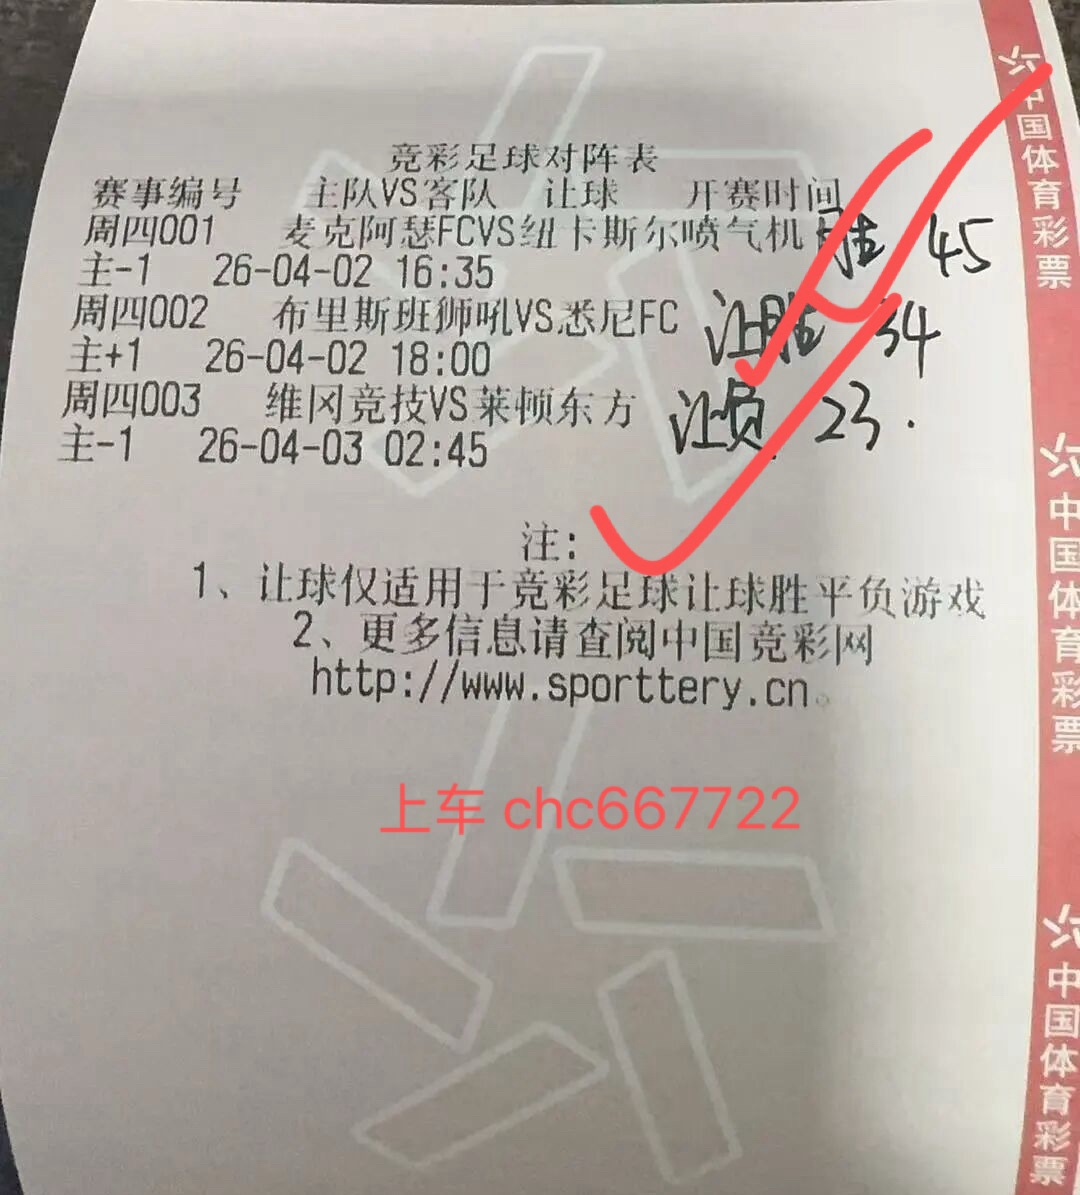 竞彩足球对阵表
赛事编号 主队VS客队 让球 开赛时间
周四001 麦克阿瑟FCVS纽卡斯尔喷气机 胜 45
主-1 26-04-02 16:35
周四002 布里斯班狮吼VS悉尼FC 让胜 34
主+1 26-04-02 18:00
周四003 维冈竞技VS莱顿东方 让负 23.
主-1 26-04-03 02:45
注:
1、让球仅适用于竞彩足球让球胜平负游戏
2、更多信息请查阅中国竞彩网
http://www.sporttery.cn。
上车 chc667722
中国体育彩票
中国体育彩票
中国体育彩票